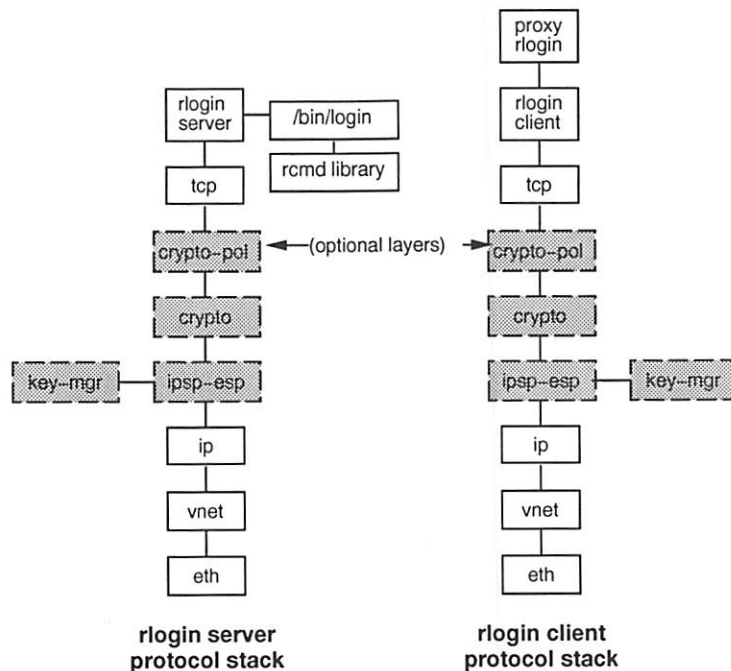 proxy
rlogin
rlogin
server
/bin/login
rlogin
client
rcmd library
tcp
tcp
crypto-pol
(optional layers)
crypto-pol
crypto
crypto
key-mgr
ipsp-esp
ipsp-esp
key-mgr
ip
ip
vnet
vnet
eth
eth
rlogin server
protocol stack
rlogin client
protocol stack